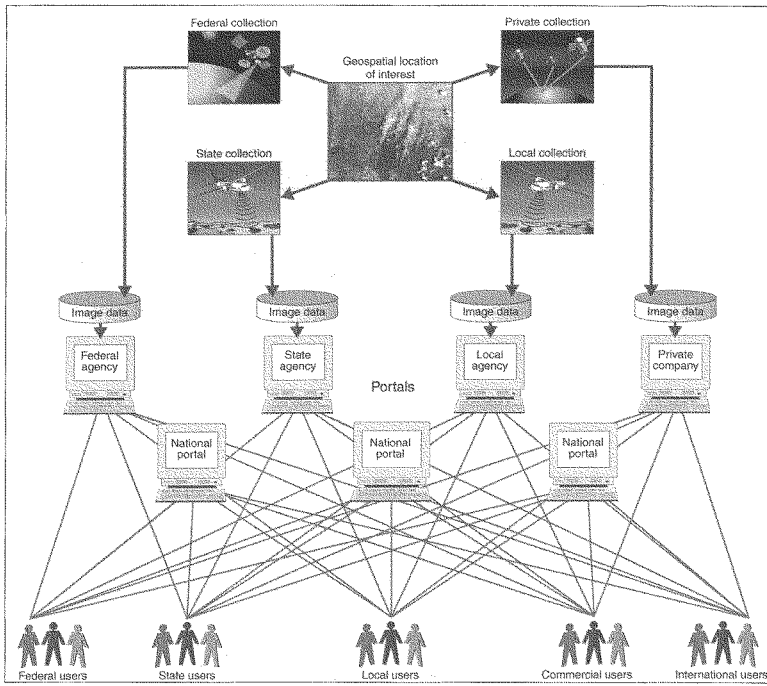 Federal collection
Private collection
Geospatial location
of interest
State collection
Local collection
Image data
Image data
Image data
Image data
Federal
agency
State
agency
Local
agency
Private
company
Portals
National
portal
National
portal
National
portal
Federal users
State users
Local users
Commercial users
International users